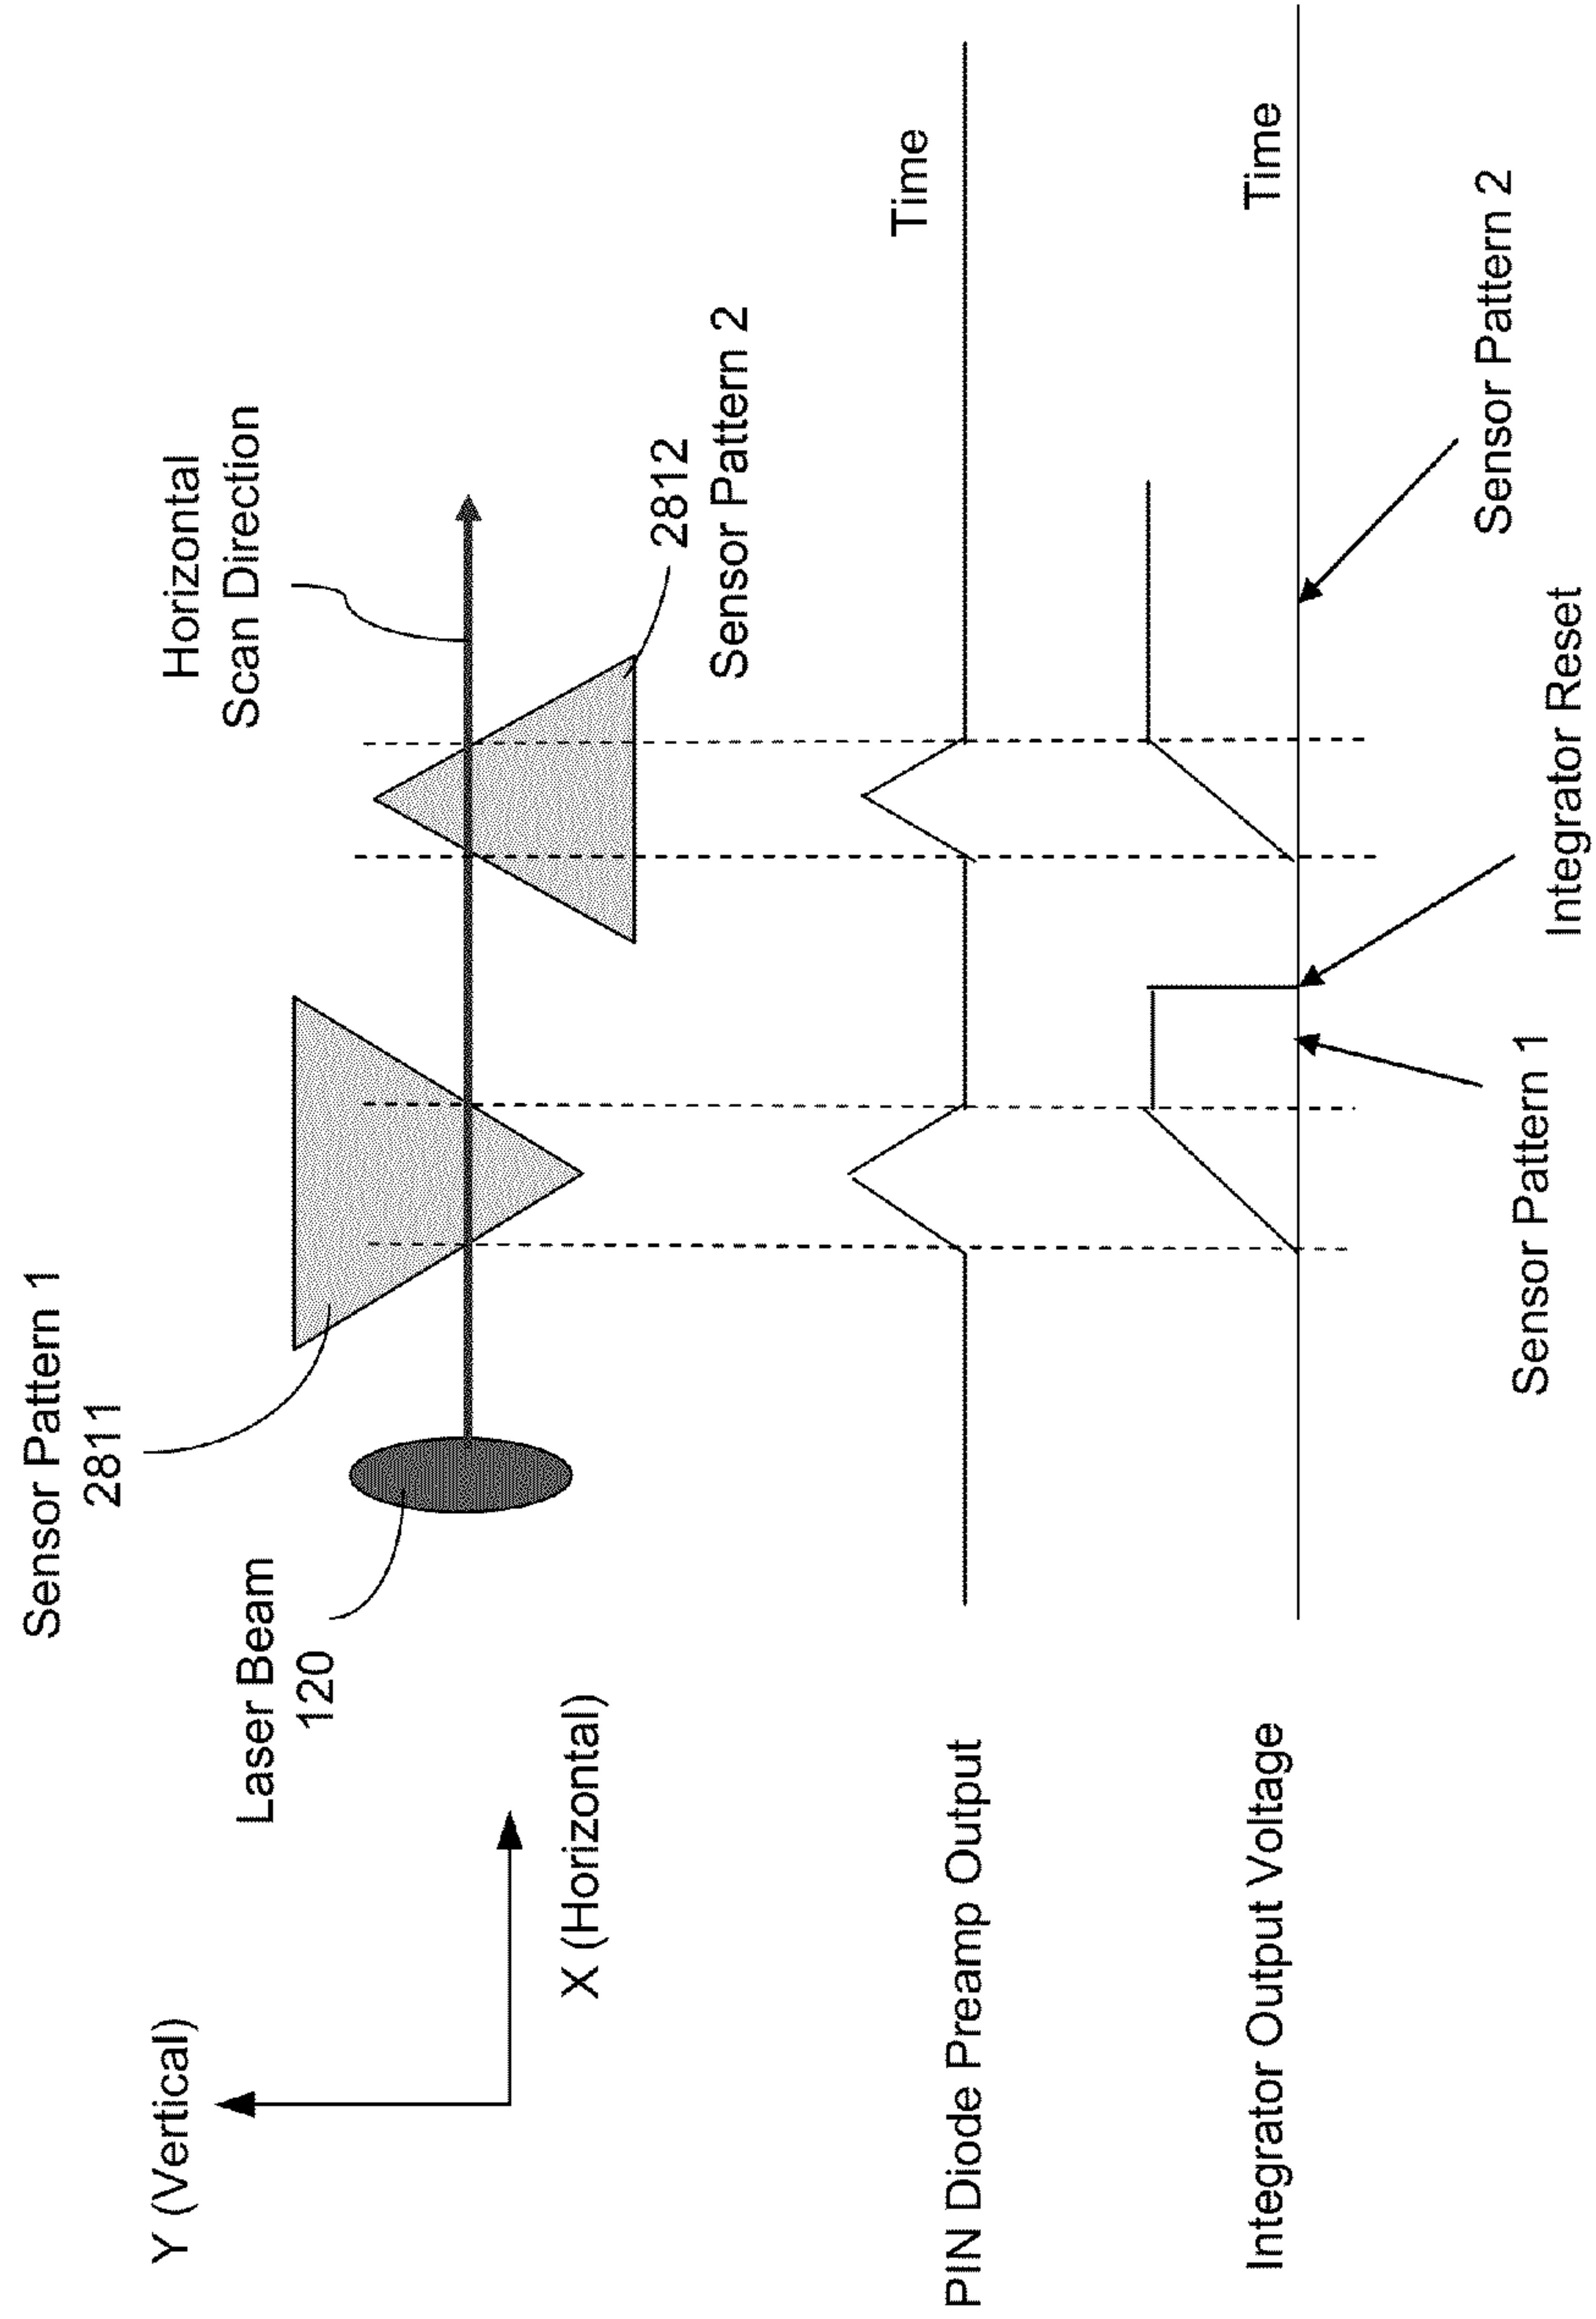 Sensor Pattern 1
2811
Horizontal
Scan Direction
Laser Beam
120
Y (Vertical)
X (Horizontal)
2812
Sensor Pattern 2
Time
PIN Diode Preamp Output
Time
Integrator Output Voltage
Sensor Pattern 1
Integrator Reset
Sensor Pattern 2